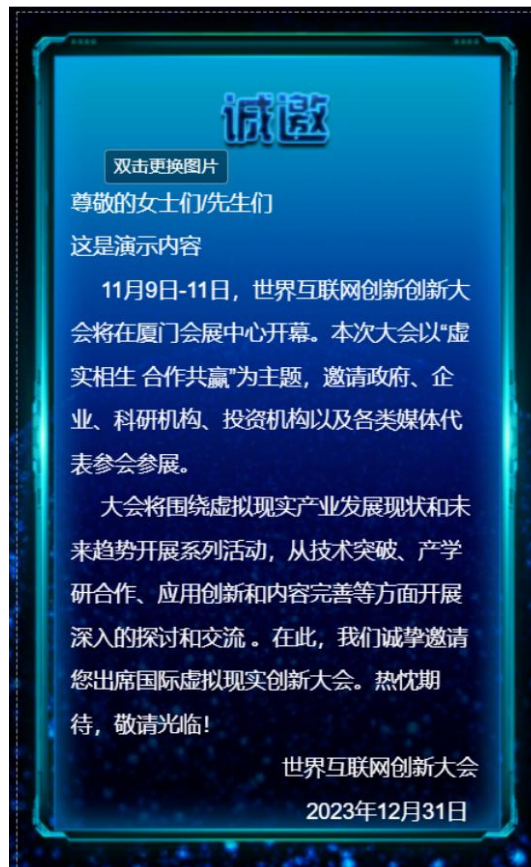 诚邀
双击更换图片
尊敬的女士们/先生们
这是演示内容
11月9日-11日，世界互联网创新创新大
会将在厦门会展中心开幕。本次大会以“虚
实相生 合作共赢”为主题，邀请政府、企
业、科研机构、投资机构以及各类媒体代
表参会参展。
大会将围绕虚拟现实产业发展现状和未
来趋势开展系列活动，从技术突破、产学
研合作、应用创新和内容完善等方面开展
深入的探讨和交流 。在此，我们诚挚邀请
您出席国际虚拟现实创新大会。热忱期
待，敬请光临！
世界互联网创新大会
2023年12月31日